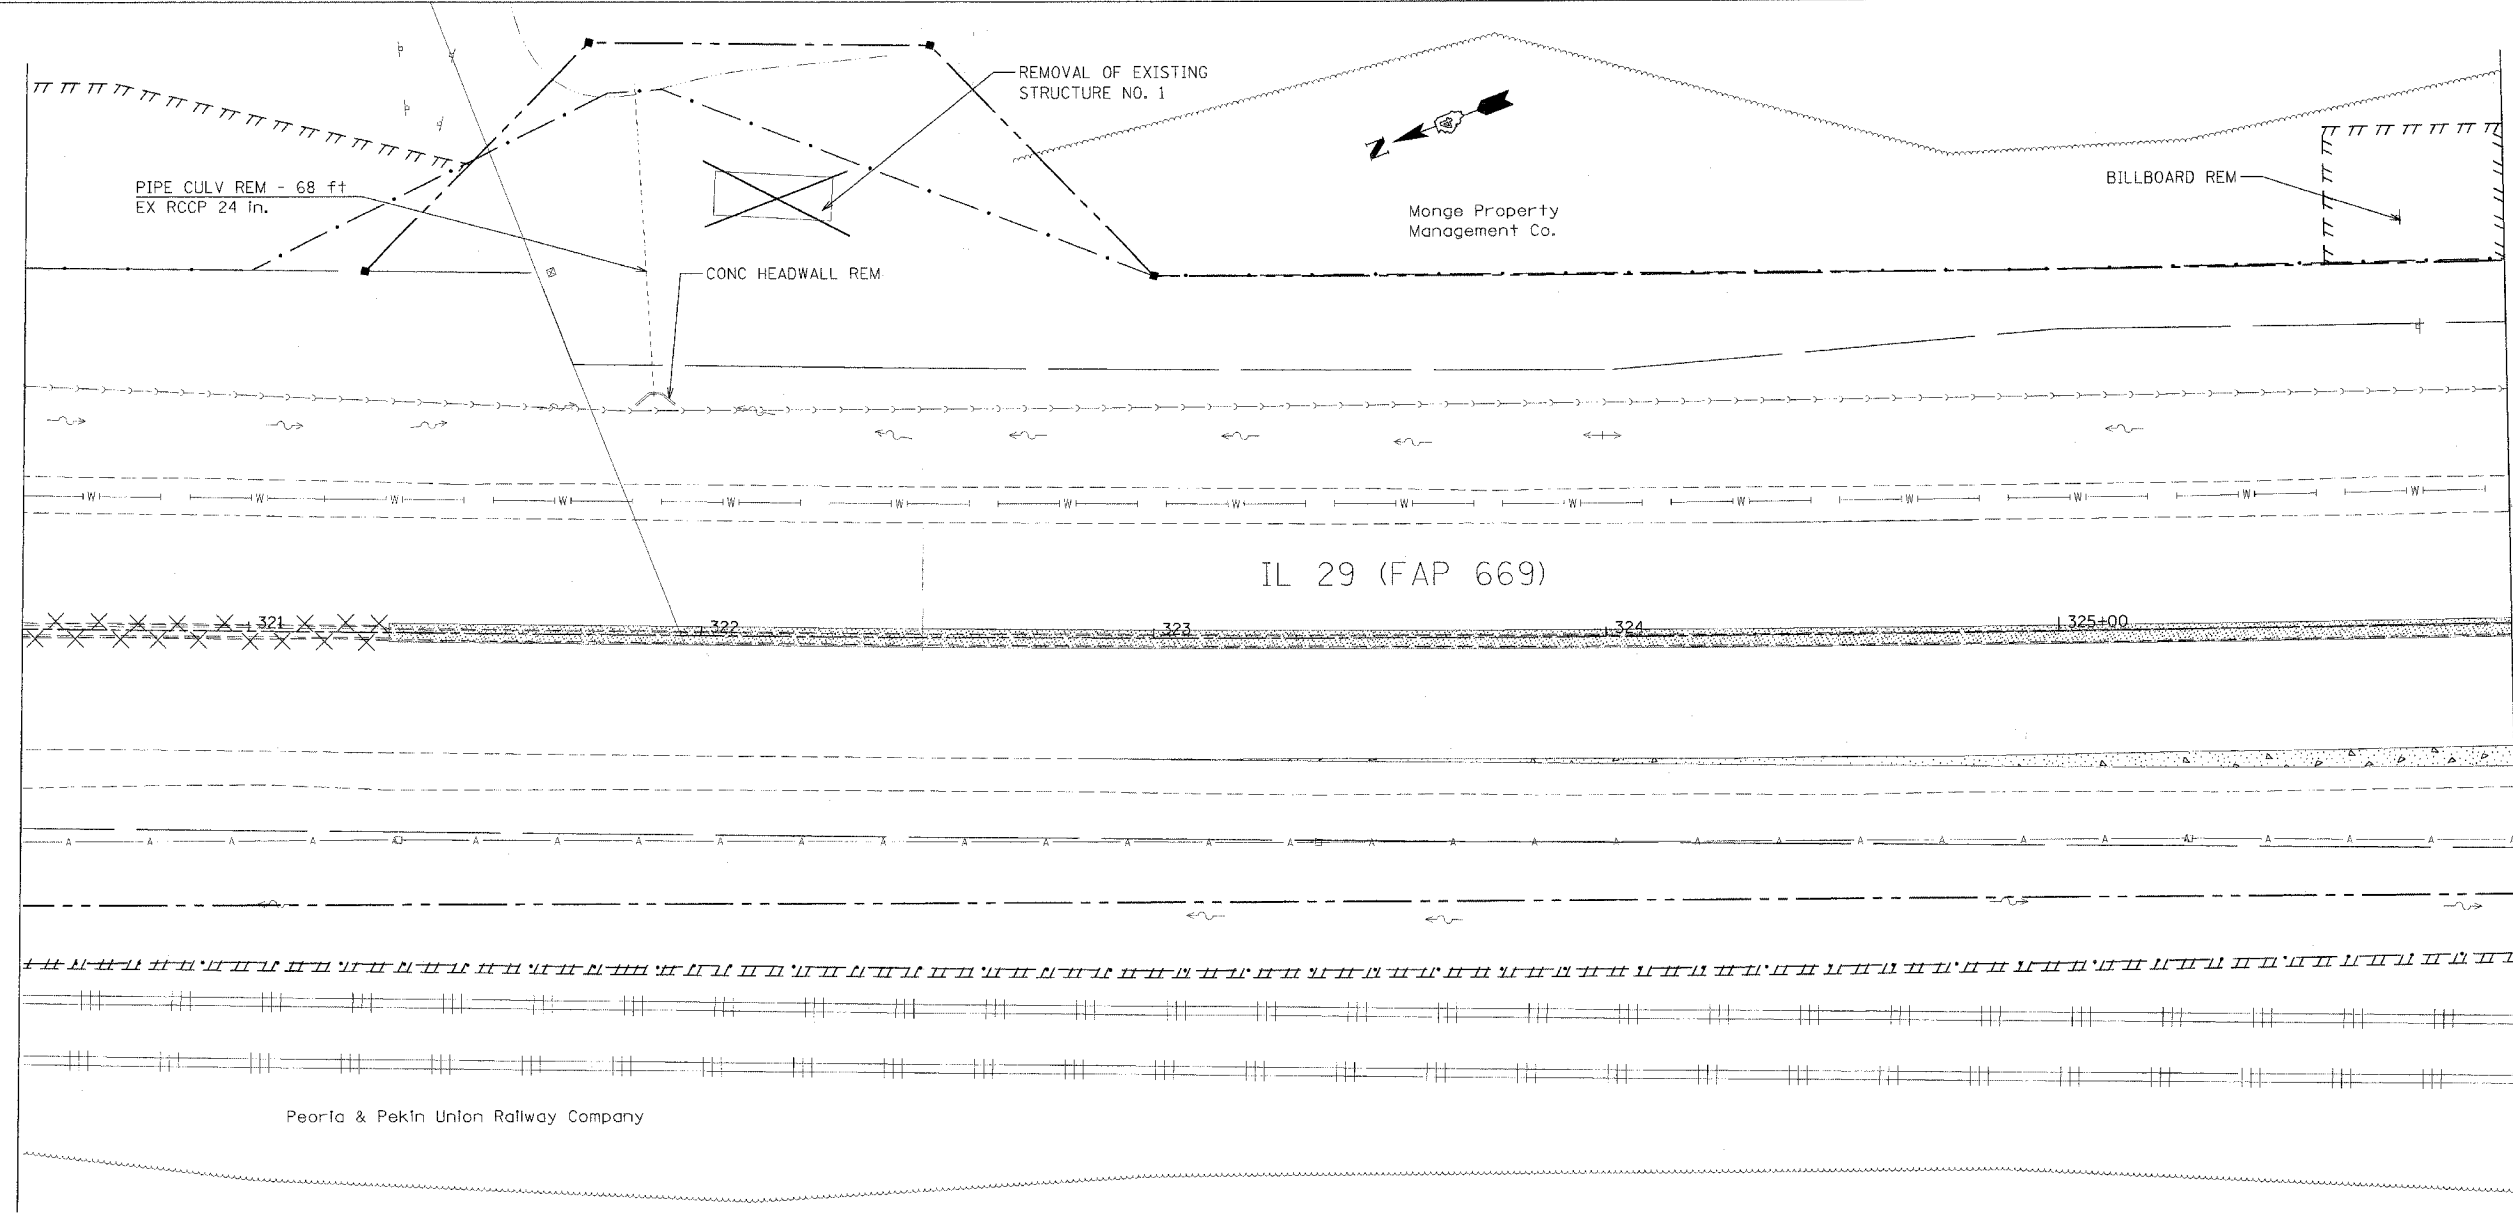 REMOVAL OF EXISTING
STRUCTURE NO. 1
N
PIPE CULV REM - 68 ft
EX RCCP 24 in.
BILLBOARD REM
Monge Property
Management Co.
CONC HEADWALL REM
W W W W W W W W W W W W W W W
IL 29 (FAP 669)
321 322 323 324 325+00
A A A A A A A A A A A A A A A A A A A A A A A A A A A A A A A
Peoria & Pekin Union Railway Company